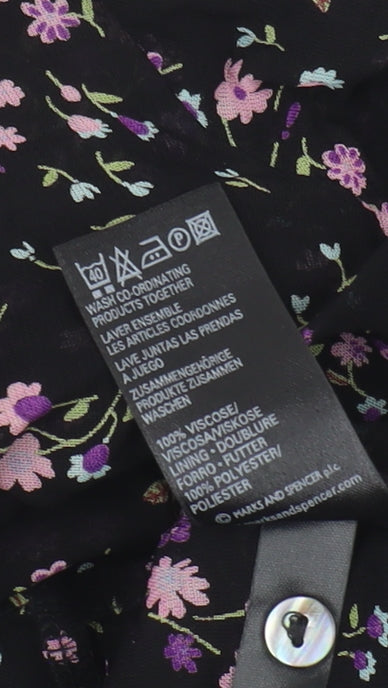 40 P
WASH CO-ORDINATING
PRODUCTS TOGETHER
LAVER ENSEMBLE
LES ARTICLES COORDONNES
LAVE JUNTAS LAS PRENDAS
A JUEGO
ZUSAMMENGEHÖRIGE
PRODUKTE ZUSAMMEN
WASCHEN
100% VISCOSE/
VISCOSA/VISKOSE
LINING - DOUBLURE
FORRO - FUTTER
100% POLYESTER/
POLIESTER
© MARKS AND SPENCER plc
marksandspencer.com